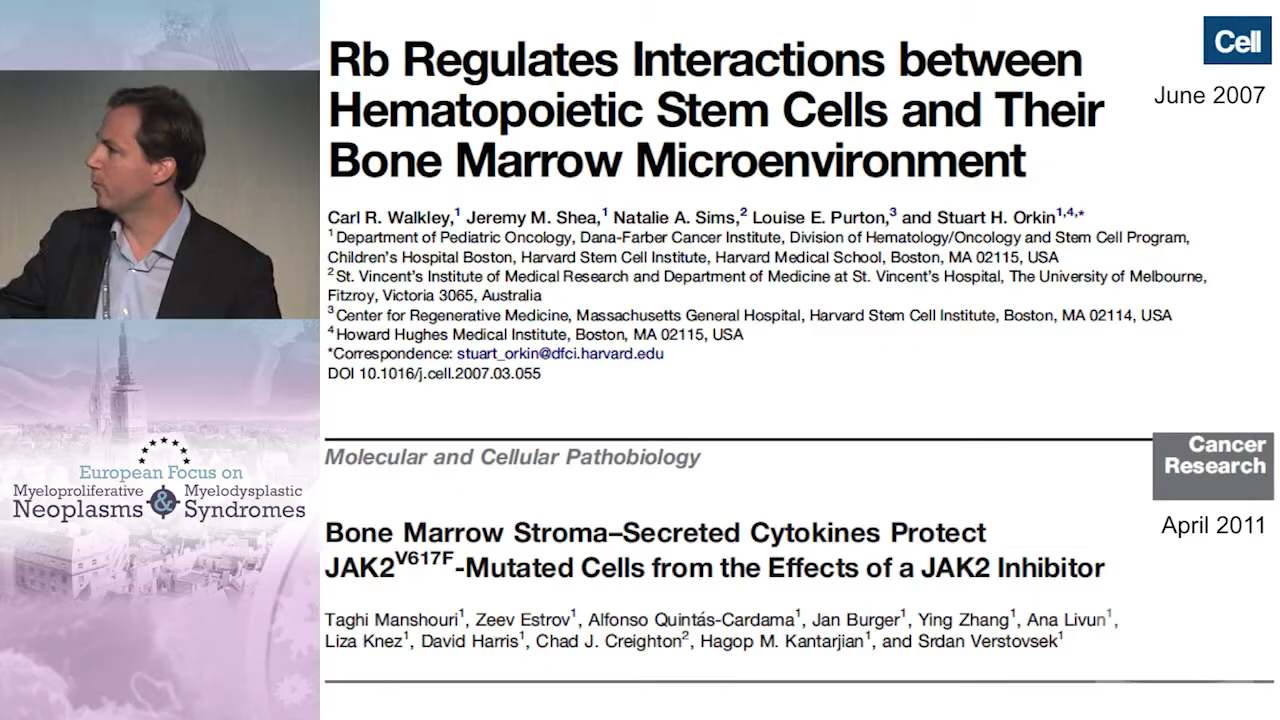 Rb Regulates Interactions between
Hematopoietic Stem Cells and Their
Bone Marrow Microenvironment
Cell
June 2007
Carl R. Walkley,1 Jeremy M. Shea,1 Natalie A. Sims,2 Louise E. Purton,3 and Stuart H. Orkin1,4,*
1 Department of Pediatric Oncology, Dana-Farber Cancer Institute, Division of Hematology/Oncology and Stem Cell Program,
Children's Hospital Boston, Harvard Stem Cell Institute, Harvard Medical School, Boston, MA 02115, USA
2 St. Vincent's Institute of Medical Research and Department of Medicine at St. Vincent's Hospital, The University of Melbourne,
Fitzroy, Victoria 3065, Australia
3 Center for Regenerative Medicine, Massachusetts General Hospital, Harvard Stem Cell Institute, Boston, MA 02114, USA
4 Howard Hughes Medical Institute, Boston, MA 02115, USA
*Correspondence: stuart_orkin@dfci.harvard.edu
DOI 10.1016/j.cell.2007.03.055
Molecular and Cellular Pathobiology
Cancer
Research
April 2011
Bone Marrow Stroma–Secreted Cytokines Protect
JAK2V617F-Mutated Cells from the Effects of a JAK2 Inhibitor
Taghi Manshouri1, Zeev Estrov1, Alfonso Quintás-Cardama1, Jan Burger1, Ying Zhang1, Ana Livun1,
Liza Knez1, David Harris1, Chad J. Creighton2, Hagop M. Kantarjian1, and Srdan Verstovsek1
European Focus on
Myeloproliferative & Myelodysplastic
Neoplasms Syndromes